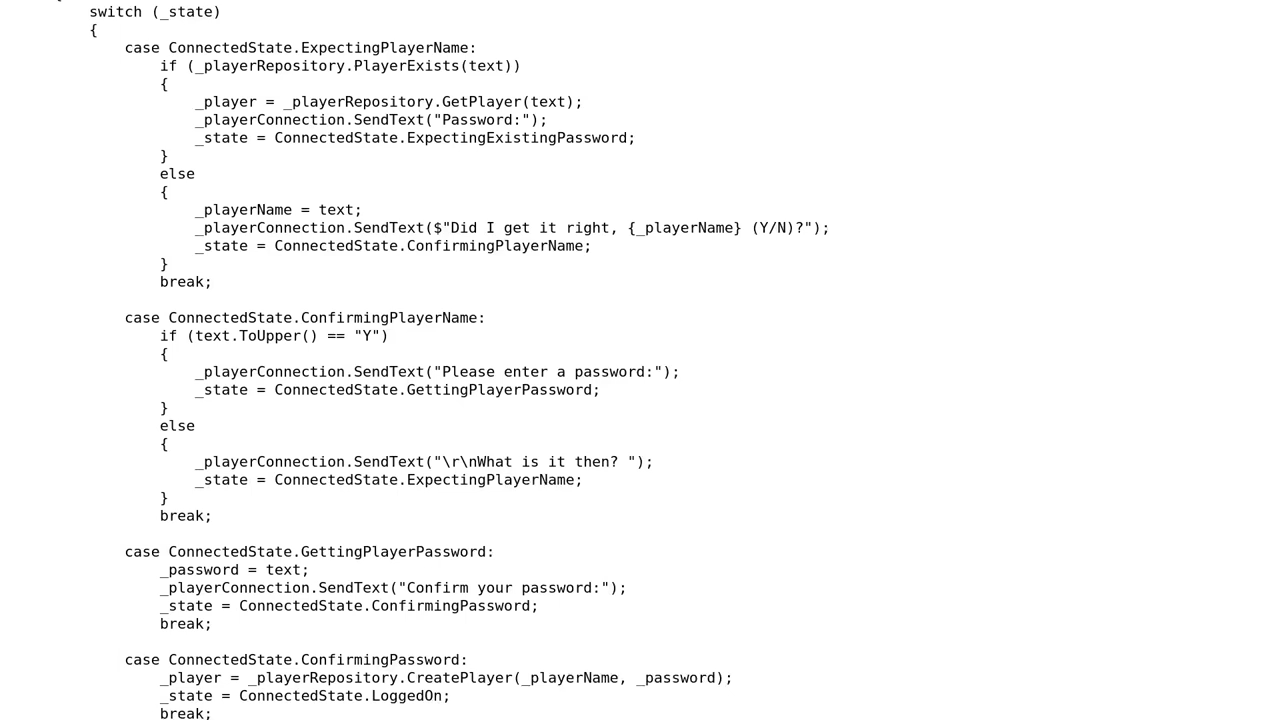 switch (_state)
{
case ConnectedState.ExpectingPlayerName:
if (_playerRepository.PlayerExists(text))
{
_player = _playerRepository.GetPlayer(text);
_playerConnection.SendText("Password:");
_state = ConnectedState.ExpectingExistingPassword;
}
else
{
_playerName = text;
_playerConnection.SendText($"Did I get it right, {_playerName} (Y/N)?");
_state = ConnectedState.ConfirmingPlayerName;
}
break;
case ConnectedState.ConfirmingPlayerName:
if (text.ToUpper() == "Y")
{
_playerConnection.SendText("Please enter a password:");
_state = ConnectedState.GettingPlayerPassword;
}
else
{
_playerConnection.SendText("\r\nWhat is it then? ");
_state = ConnectedState.ExpectingPlayerName;
}
break;
case ConnectedState.GettingPlayerPassword:
_password = text;
_playerConnection.SendText("Confirm your password:");
_state = ConnectedState.ConfirmingPassword;
break;
case ConnectedState.ConfirmingPassword:
_player = _playerRepository.CreatePlayer(_playerName, _password);
_state = ConnectedState.LoggedOn;
break;